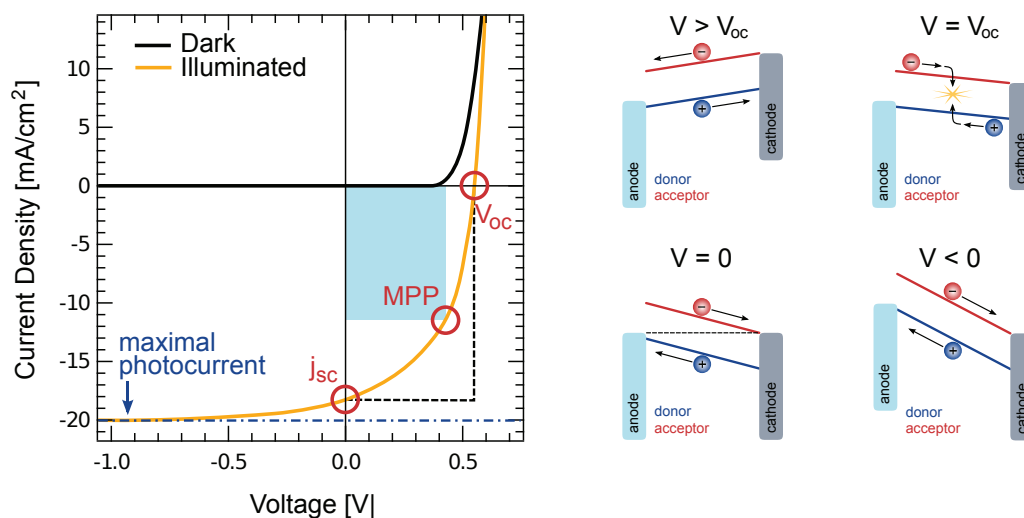 Current Density [mA/cm²]
10
5
0
-5
-10
-15
-20
Dark
Illuminated
Voc
MPP
jsc
maximal
photocurrent
-1.0
-0.5
0.0
0.5
Voltage [V|
V > Voc
−
+
anode
cathode
donor
acceptor
V = Voc
−
+
anode
cathode
donor
acceptor
V = 0
−
+
anode
cathode
donor
acceptor
V < 0
−
+
anode
cathode
donor
acceptor